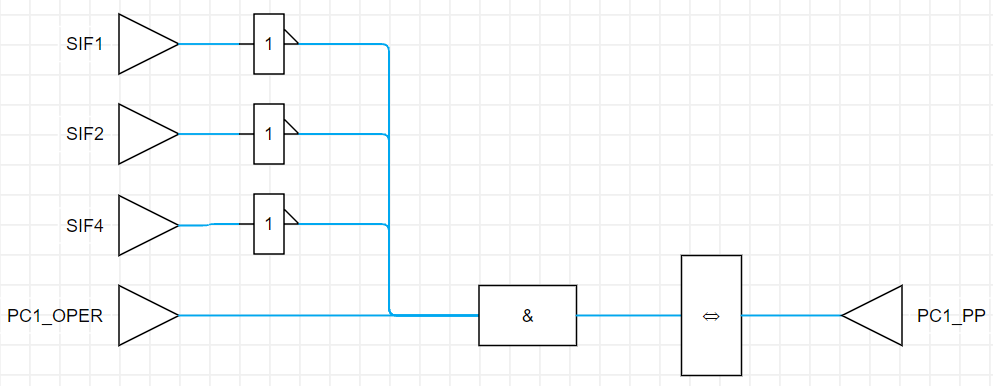 SIF1
1
SIF2
1
SIF4
1
PC1_OPER
&
⇔
PC1_PP